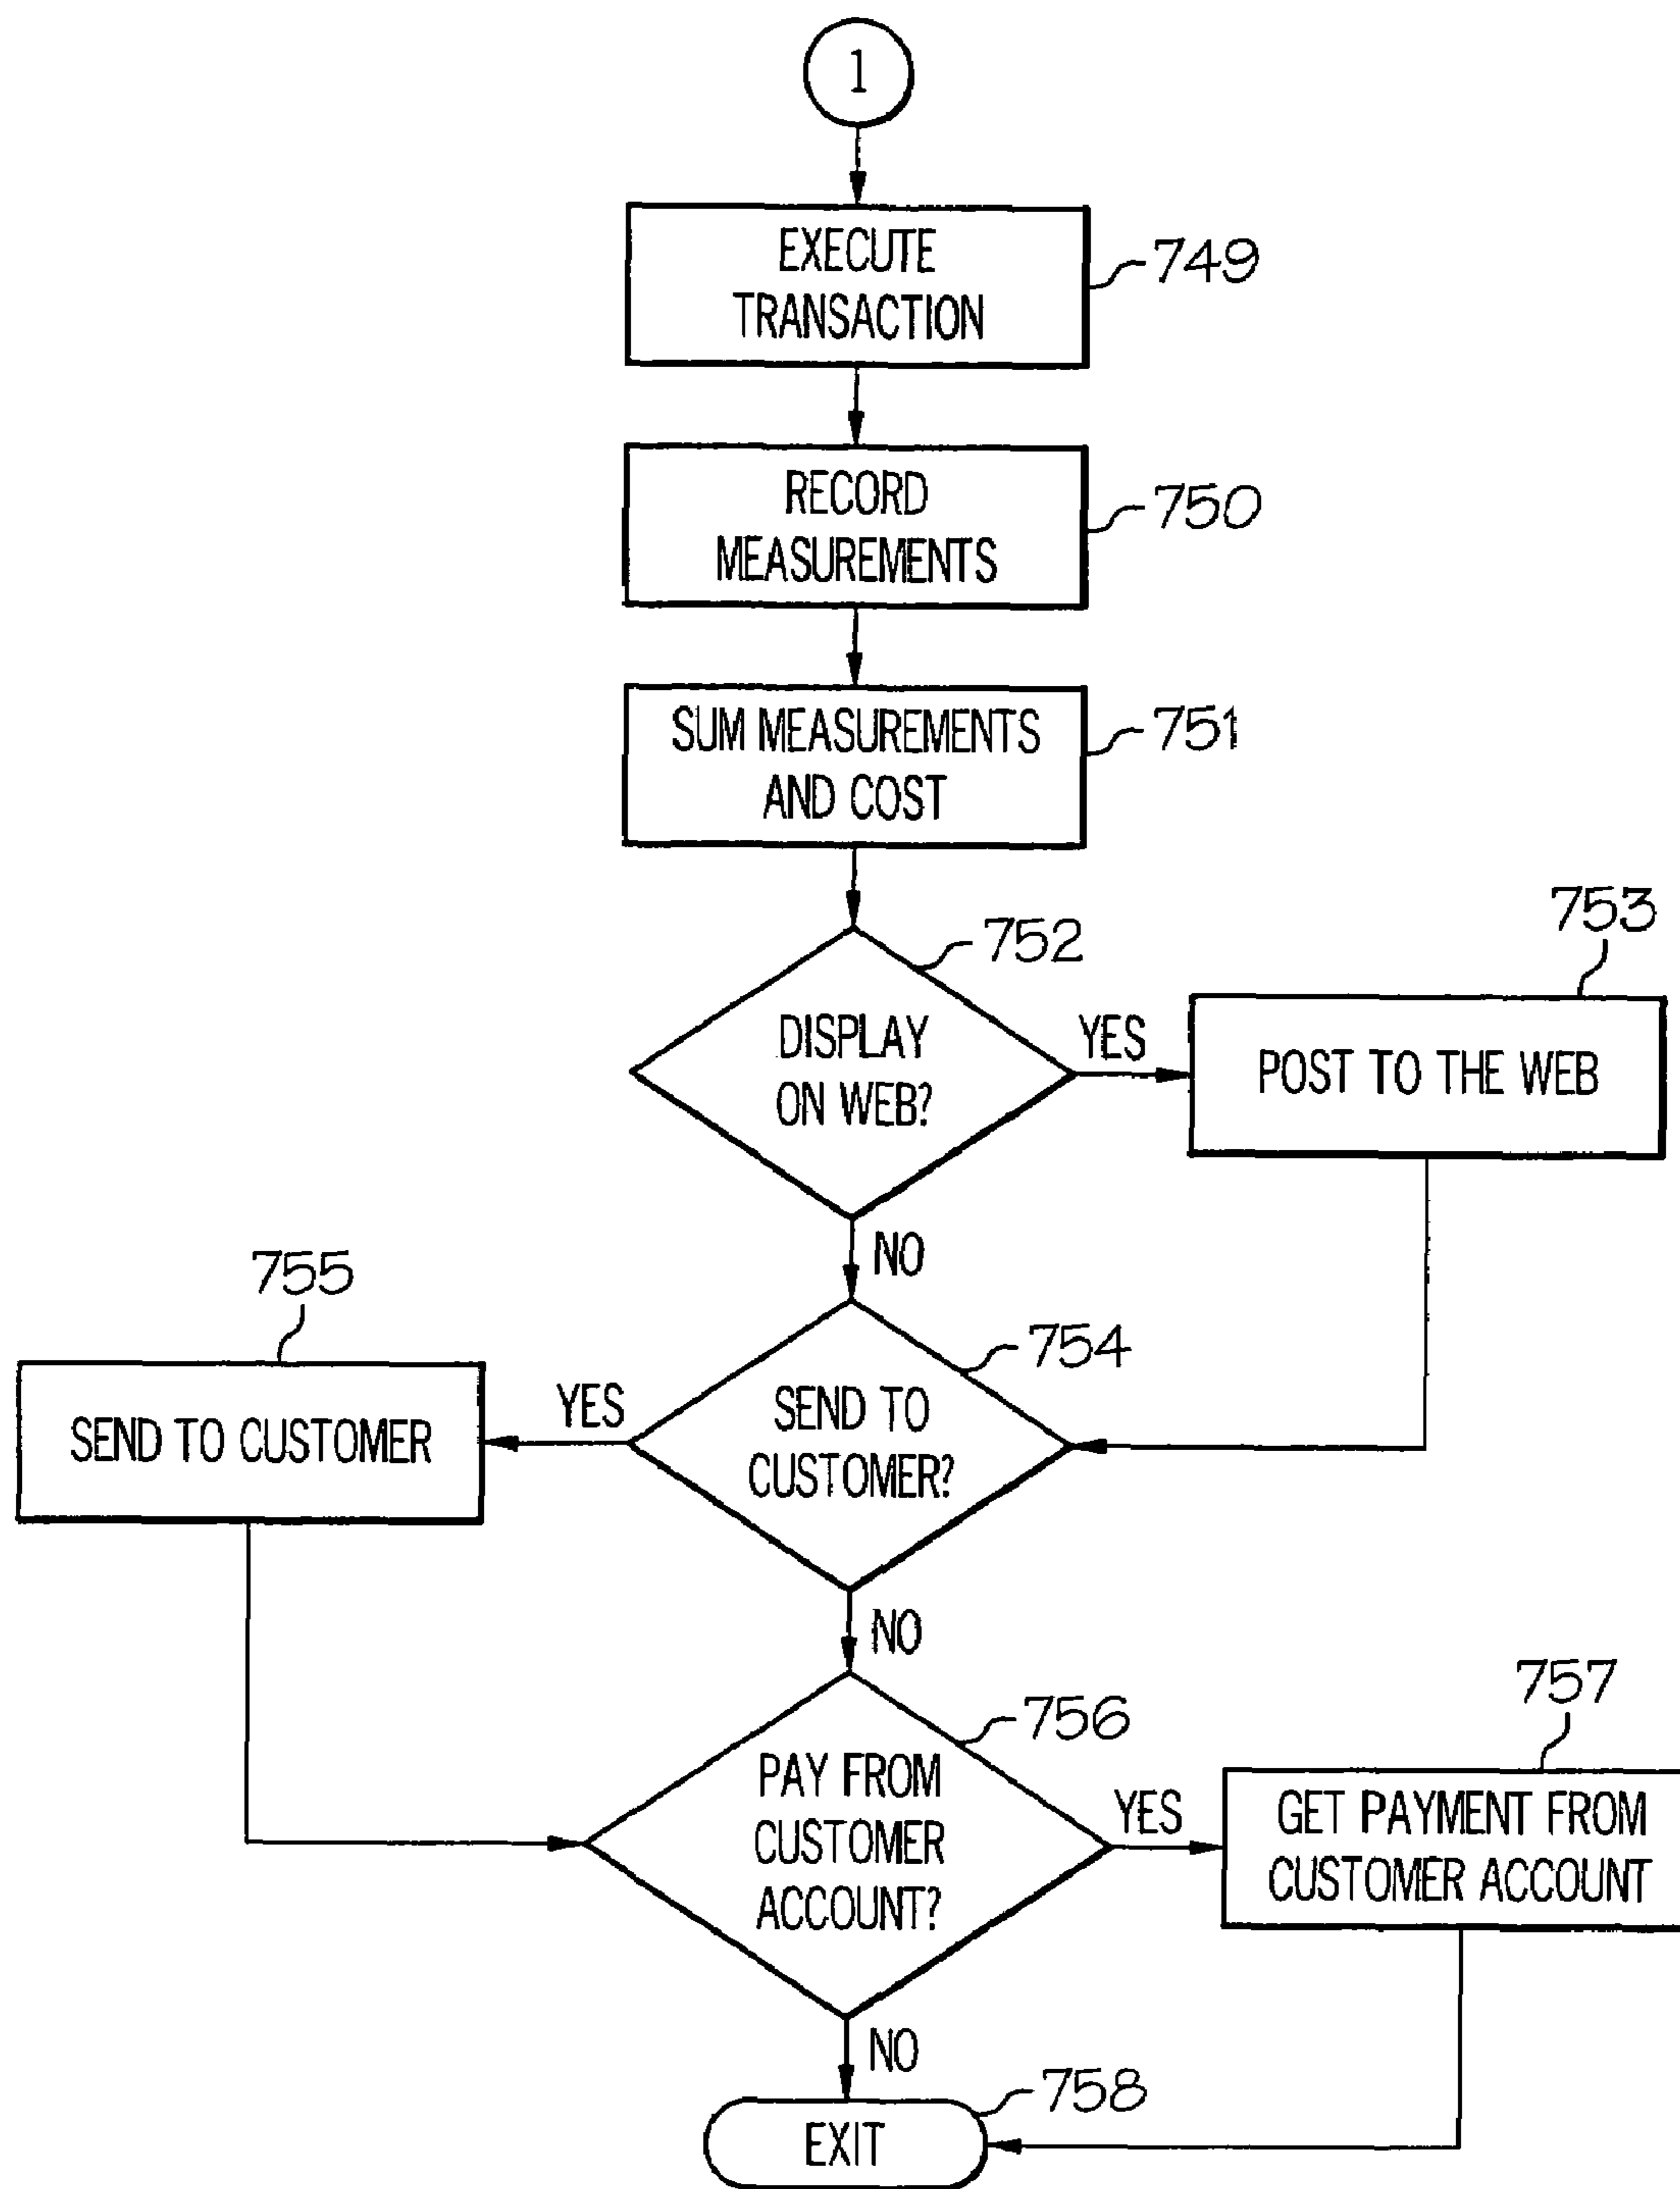 1
EXECUTE
TRANSACTION
749
RECORD
MEASUREMENTS
750
SUM MEASUREMENTS
AND COST
751
752
DISPLAY
ON WEB?
YES
753
POST TO THE WEB
NO
755
SEND TO CUSTOMER
YES
754
SEND TO
CUSTOMER?
NO
756
PAY FROM
CUSTOMER
ACCOUNT?
YES
757
GET PAYMENT FROM
CUSTOMER ACCOUNT
NO
758
EXIT